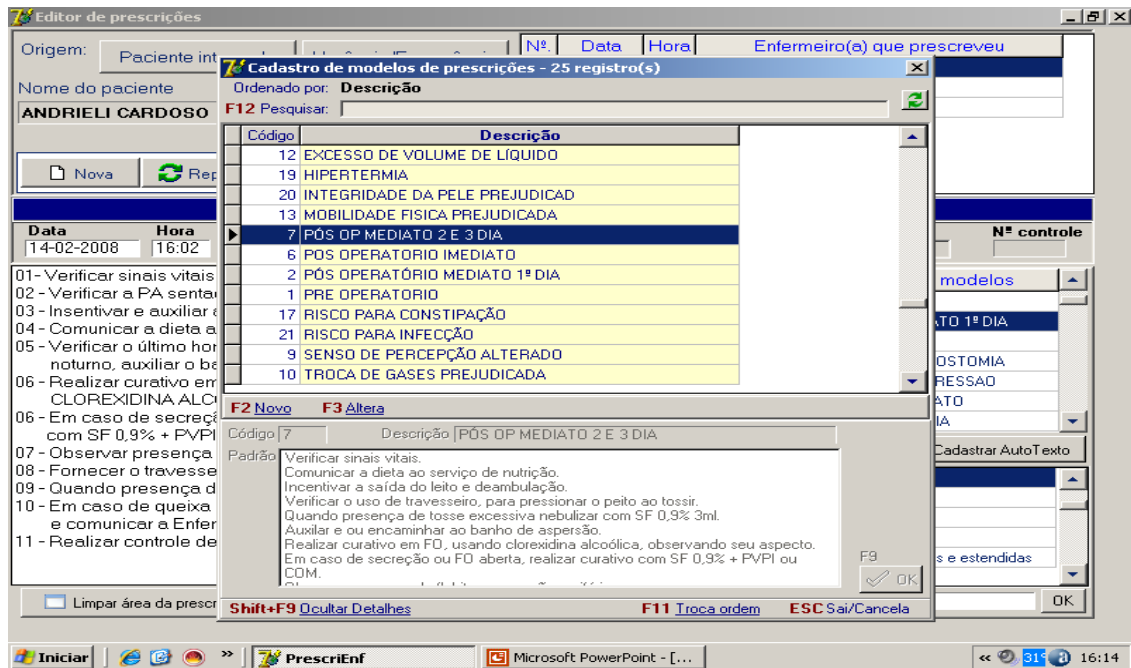 Editor de prescrições
Origem:
Paciente
Nº. Data Hora Enfermeiro(a) que prescreveu
Nome do paciente
ANDRIELI CARDOSO
Nova
Cadastro de modelos de prescrições - 25 registro(s)
Ordenado por: Descrição
F12 Pesquisar:
Código Descrição
12 EXCESSO DE VOLUME DE LÍQUIDO
19 HIPERTERMIA
20 INTEGRIDADE DA PELE PREJUDICAD
13 MOBILIDADE FISICA PREJUDICADA
7 PÓS OP MEDIATO 2 E 3 DIA
6 POS OPERATORIO IMEDIATO
2 PÓS OPERATÓRIO MEDIATO 1º DIA
1 PRE OPERATORIO
17 RISCO PARA CONSTIPAÇÃO
21 RISCO PARA INFECÇÃO
9 SENSO DE PERCEPÇÃO ALTERADO
10 TROCA DE GASES PREJUDICADA
F2 Novo F3 Altera
Código 7 Descrição PÓS OP MEDIATO 2 E 3 DIA
Padrão
Verificar sinais vitais.
Comunicar a dieta ao serviço de nutrição.
Incentivar a saída do leito e deambulação.
Verificar o uso de travesseiro, para pressionar o peito ao tossir.
Quando presença de tosse excessiva nebulizar com SF 0,9% 3ml.
Auxilar e ou encaminhar ao banho de aspersão.
Realizar curativo em FO, usando clorexidina alcoólica, observando seu aspecto.
Em caso de secreção ou FO aberta, realizar curativo com SF 0,9% + PVPI ou
COM.
F9
OK
Shift+F9 Ocultar Detalhes F11 Troca ordem ESC Sai/Cancela
Data Hora
14-02-2008 16:02
Nº controle
01- Verificar sinais vitais
02 - Verificar a PA senta
03 - Insentivar e auxiliar
04 - Comunicar a dieta a
05 - Verificar o último hor
noturno, auxiliar o ba
06 - Realizar curativo em
CLOREXIDINA ALC
06 - Em caso de secreç
com SF 0,9% + PVPI
07 - Observar presença
08 - Fornecer o travesse
09 - Quando presença d
10 - Em caso de queixa
e comunicar a Enfer
11 - Realizar controle de
modelos
ATO 1º DIA
OSTOMIA
RESSAO
ATO
IA
Cadastrar AutoTexto
s e estendidas
OK
Limpar área da prescr
Iniciar
PrescriEnf
Microsoft PowerPoint - [...
31°
16:14